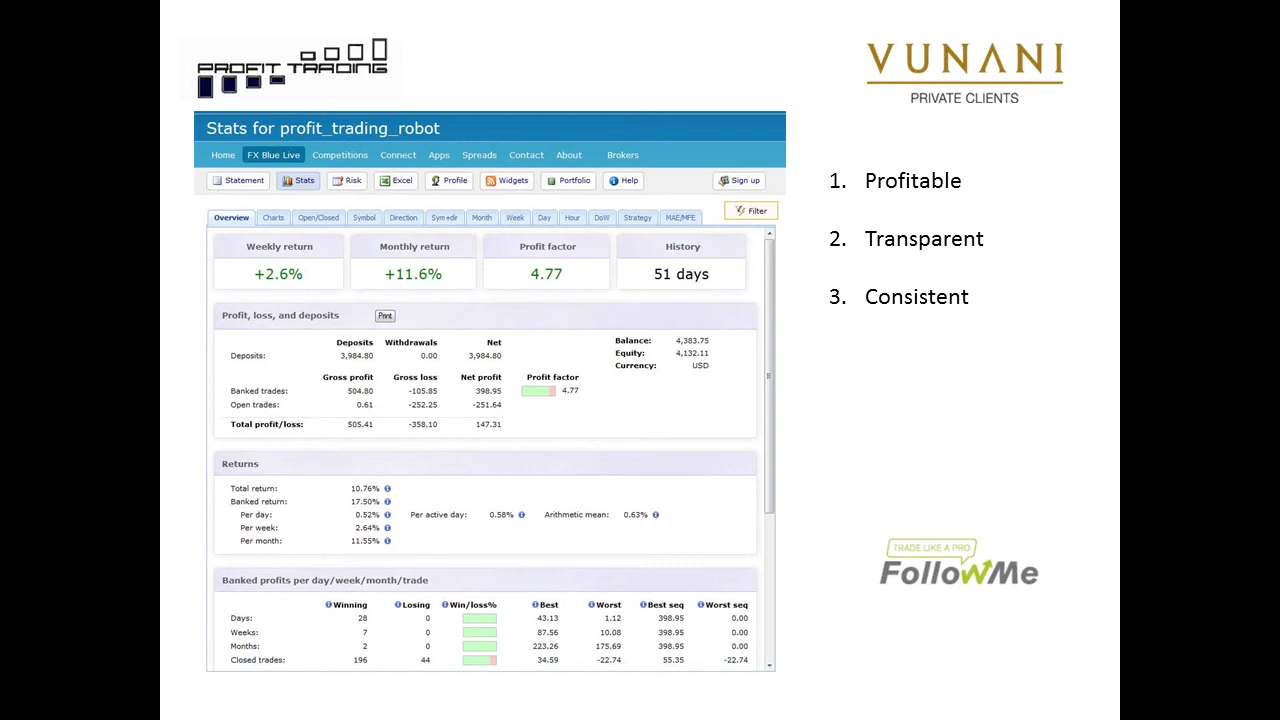 PROFIT TRADING
VUNANI
PRIVATE CLIENTS
Stats for profit_trading_robot
Home FX Blue Live Competitions Connect Apps Spreads Contact About Brokers
Statement Stats Risk Excel Profile Widgets Portfolio Help Sign up
Filter
Overview Charts Open/Closed Symbol Direction Sym+dir Month Week Day Hour DoW Strategy MAE/MFE
Weekly return Monthly return Profit factor History
+2.6% +11.6% 4.77 51 days
Profit, loss, and deposits Print
Deposits Withdrawals Net
Deposits: 3,984.80 0.00 3,984.80
Gross profit Gross loss Net profit Profit factor
Banked trades: 504.80 -105.85 398.95 4.77
Open trades: 0.61 -252.25 -251.64
Total profit/loss: 505.41 -358.10 147.31
Balance: 4,383.75
Equity: 4,132.11
Currency: USD
Returns
Total return: 10.76%
Banked return: 17.50%
Per day: 0.52% Per active day: 0.58% Arithmetic mean: 0.63%
Per week: 2.64%
Per month: 11.55%
Banked profits per day/week/month/trade
Winning Losing Win/loss% Best Worst Best seq Worst seq
Days: 28 0 43.13 1.12 398.95 0.00
Weeks: 7 0 87.56 10.08 398.95 0.00
Months: 2 0 223.26 175.69 398.95 0.00
Closed trades: 196 44 34.59 -22.74 55.35 -22.74
1. Profitable
2. Transparent
3. Consistent
TRADE LIKE A PRO
FolloWMe